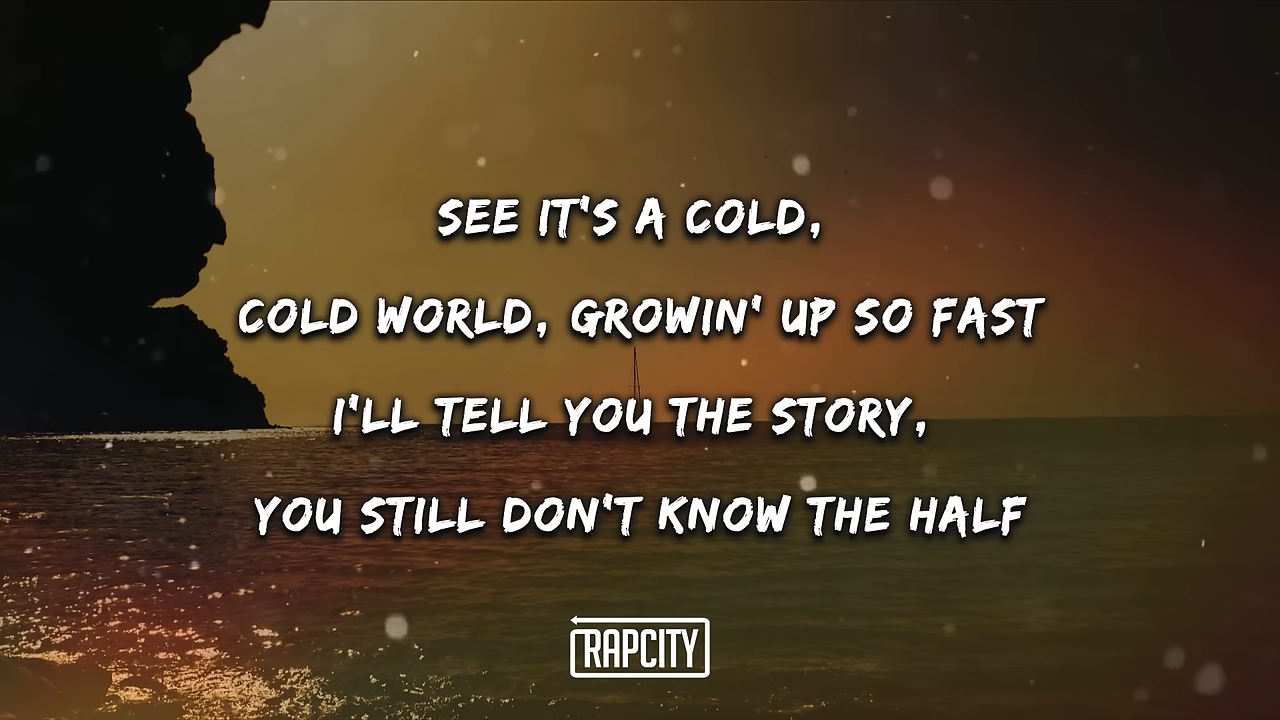 SEE IT'S A COLD,
COLD WORLD, GROWIN' UP SO FAST
I'LL TELL YOU THE STORY,
YOU STILL DON'T KNOW THE HALF
RAPCITY